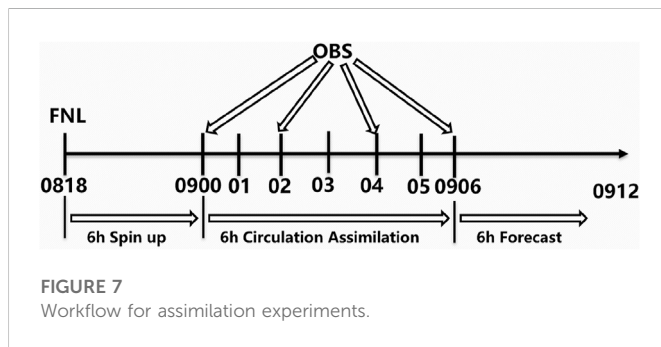 OBS
FNL
0818 0900 01 02 03 04 05 0906 0912
6h Spin up 6h Circulation Assimilation 6h Forecast
FIGURE 7
Workflow for assimilation experiments.